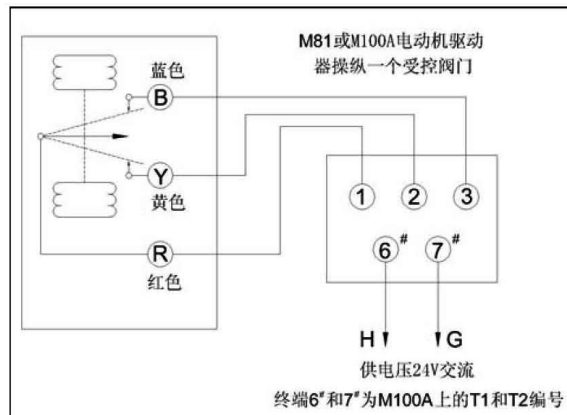 M81或M100A电动机驱动
器操纵一个受控阀门
蓝色
B
Y
黄色
R
红色
1 2 3
6# 7#
H G
供电压24V交流
终端6#和7#为M100A上的T1和T2编号